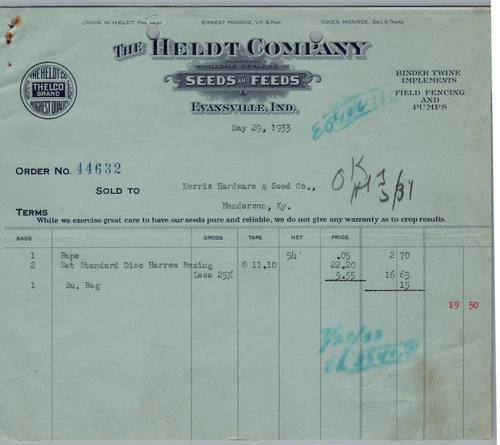 JOHN H. HELDT, Pres.
ERNEST MONROE, V.P. & Man.
OWEN MONROE, Sec. & Treas.
THE HELDT COMPANY
INCORPORATED
WHOLESALE DEALERS IN
SEEDS AND FEEDS
EVANSVILLE, IND.
THE HELDT CO.
THELCO
BRAND
HIGHEST QUALITY
BINDER TWINE
IMPLEMENTS
FIELD FENCING
AND
PUMPS
May 29, 1933
ORDER No. 44632
SOLD TO Norris Hardware & Seed Co.,
Henderson, Ky.
OK
5/31
TERMS
While we exercise great care to have our seeds pure and reliable, we do not give any warranty as to crop results.
BAGS GROSS TARE NET PRICE
1 Rape 54' .05 2 70
2 Set Standard Disc Harrow Boxing @ 11.10 22.20
Less 25% 5.55 16 65
1 Bu. Bag 15
19 50